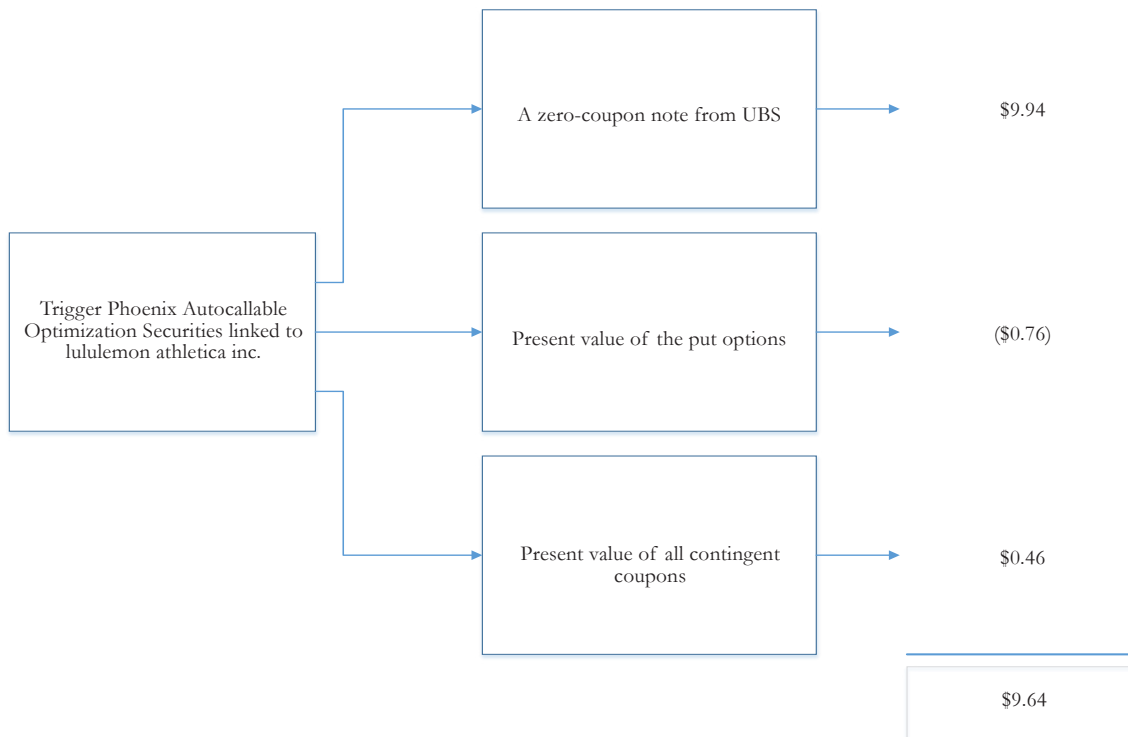 A zero-coupon note from UBS
$9.94
Trigger Phoenix Autocallable
Optimization Securities linked to
lululemon athletica inc.
Present value of the put options
($0.76)
Present value of all contingent
coupons
$0.46
$9.64